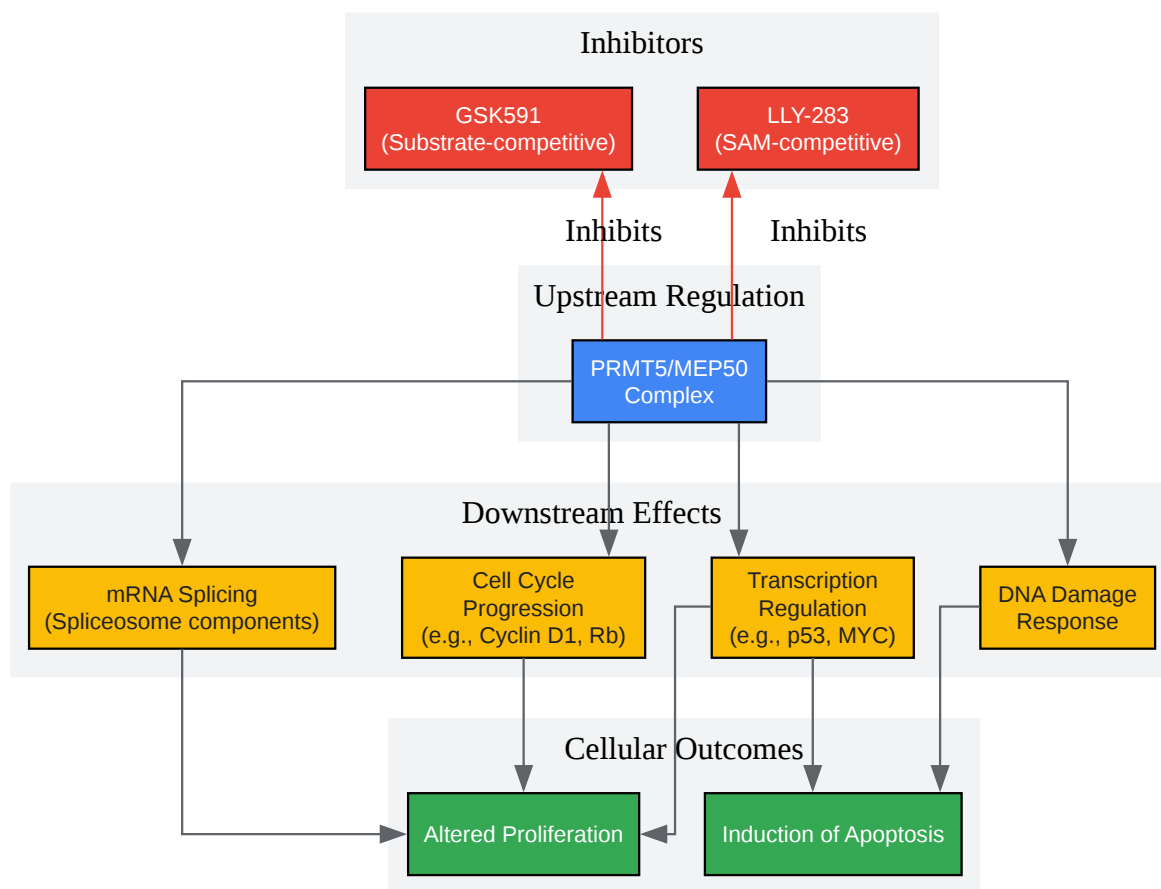 Inhibitors
GSK591
(Substrate-competitive)
LLY-283
(SAM-competitive)
Inhibits
Inhibits
Upstream Regulation
PRMT5/MEP50
Complex
Downstream Effects
mRNA Splicing
(Spliceosome components)
Cell Cycle
Progression
(e.g., Cyclin D1, Rb)
Transcription
Regulation
(e.g., p53, MYC)
DNA Damage
Response
Cellular Outcomes
Altered Proliferation
Induction of Apoptosis